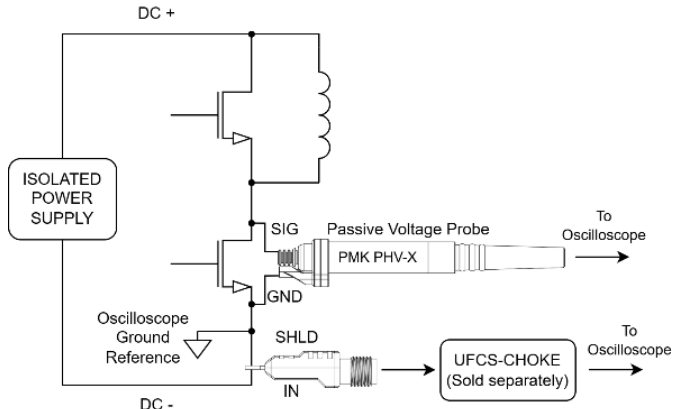 DC +
ISOLATED
POWER
SUPPLY
SIG
Passive Voltage Probe
PMK PHV-X
To
Oscilloscope
GND
Oscilloscope
Ground
Reference
SHLD
IN
UFCS-CHOKE
(Sold separately)
To
Oscilloscope
DC -